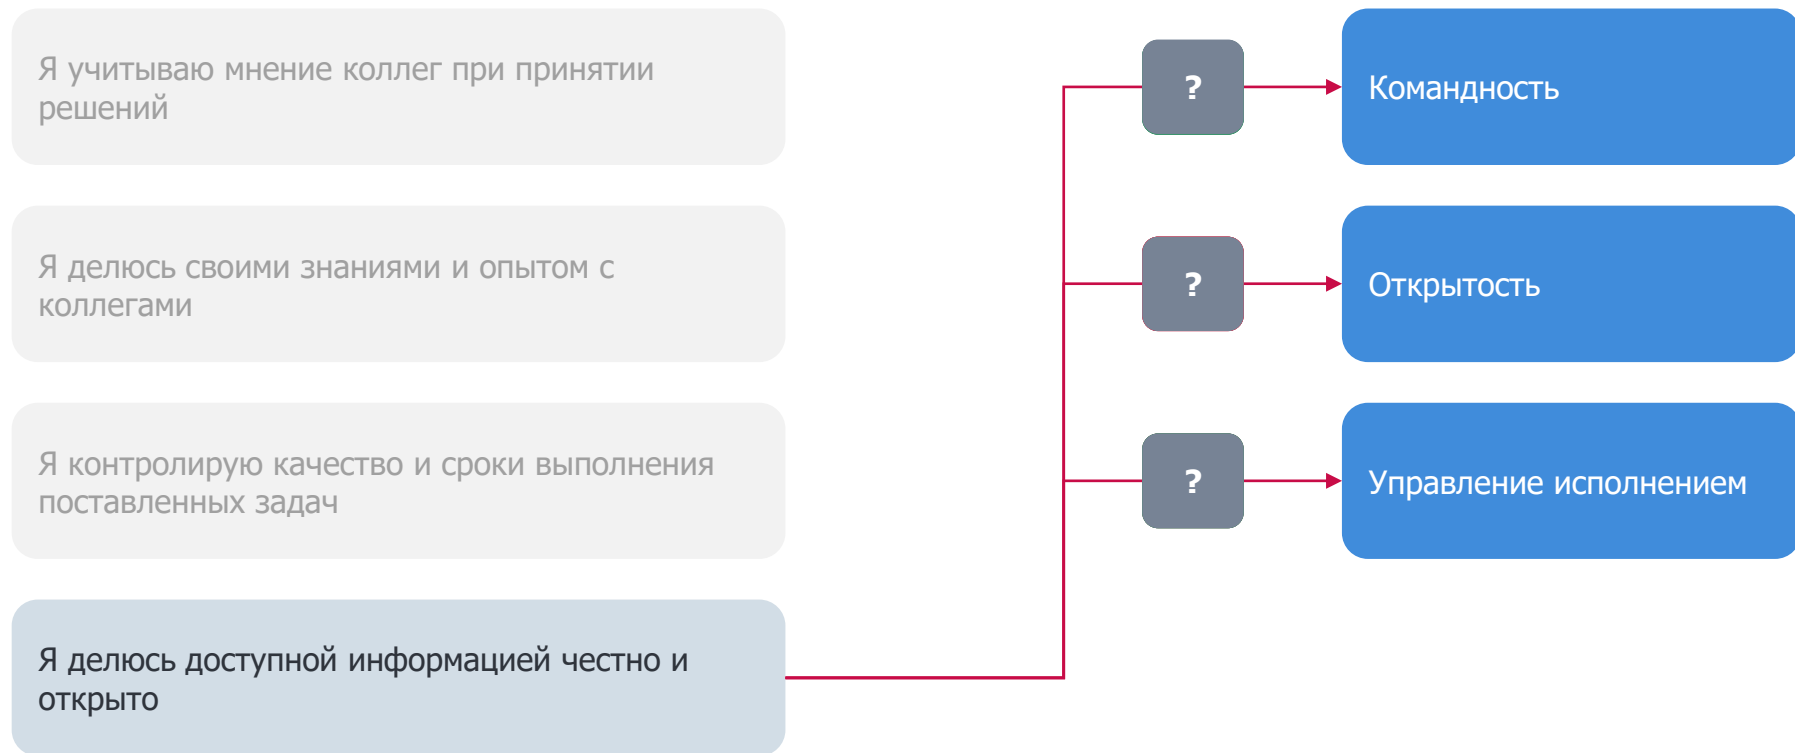 Я учитываю мнение коллег при принятии
решений
?
Командность
Я делюсь своими знаниями и опытом с
коллегами
?
Открытость
Я контролирую качество и сроки выполнения
поставленных задач
?
Управление исполнением
Я делюсь доступной информацией честно и
открыто